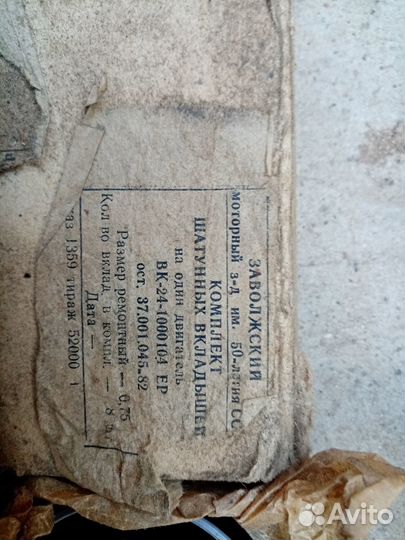 ЗАВОЛЖСКИЙ
моторный з-д им. 50-летия СС
КОМПЛЕКТ
ШАТУННЫХ ВКЛАДЫШЕЙ
на один двигатель
ВК-24-1000104 ЕР
ост. 37.001.045.82
Размер ремонтный — 0,75
Кол во вклад. в компл. — 8 шт
Дата —
аз 1359 тираж 52000
Avito